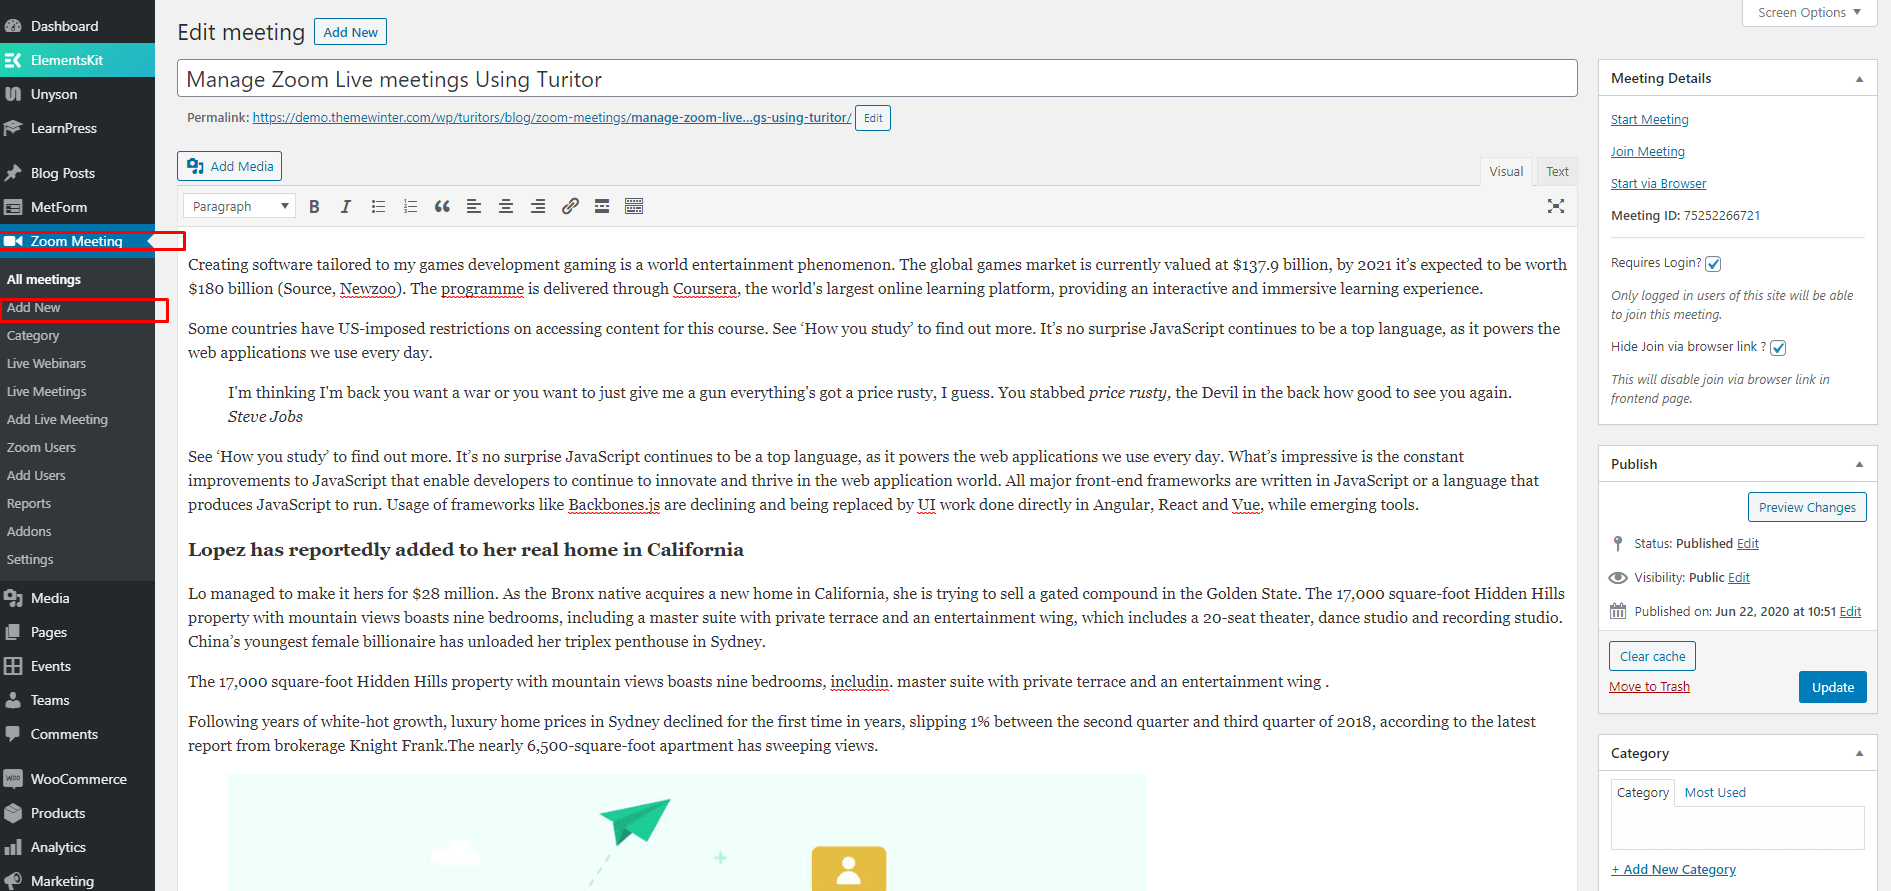 Dashboard
ElementsKit
Unyson
LearnPress
Blog Posts
MetForm
Zoom Meeting
All meetings
Add New
Category
Live Webinars
Live Meetings
Add Live Meeting
Zoom Users
Add Users
Reports
Addons
Settings
Media
Pages
Events
Teams
Comments
WooCommerce
Products
Analytics
Marketing
Screen Options
Edit meeting Add New
Manage Zoom Live meetings Using Turitor
Permalink: https://demo.themewinter.com/wp/turitors/blog/zoom-meetings/manage-zoom-live...gs-using-turitor/ Edit
Add Media
Visual Text
Paragraph
Creating software tailored to my games development gaming is a world entertainment phenomenon. The global games market is currently valued at $137.9 billion, by 2021 it’s expected to be worth
$180 billion (Source, Newzoo). The programme is delivered through Coursera, the world's largest online learning platform, providing an interactive and immersive learning experience.
Some countries have US-imposed restrictions on accessing content for this course. See ‘How you study’ to find out more. It’s no surprise JavaScript continues to be a top language, as it powers the
web applications we use every day.
I'm thinking I'm back you want a war or you want to just give me a gun everything's got a price rusty, I guess. You stabbed price rusty, the Devil in the back how good to see you again.
Steve Jobs
See ‘How you study’ to find out more. It’s no surprise JavaScript continues to be a top language, as it powers the web applications we use every day. What’s impressive is the constant
improvements to JavaScript that enable developers to continue to innovate and thrive in the web application world. All major front-end frameworks are written in JavaScript or a language that
produces JavaScript to run. Usage of frameworks like Backbones.js are declining and being replaced by UI work done directly in Angular, React and Vue, while emerging tools.
Lopez has reportedly added to her real home in California
Lo managed to make it hers for $28 million. As the Bronx native acquires a new home in California, she is trying to sell a gated compound in the Golden State. The 17,000 square-foot Hidden Hills
property with mountain views boasts nine bedrooms, including a master suite with private terrace and an entertainment wing, which includes a 20-seat theater, dance studio and recording studio.
China’s youngest female billionaire has unloaded her triplex penthouse in Sydney.
The 17,000 square-foot Hidden Hills property with mountain views boasts nine bedrooms, includin. master suite with private terrace and an entertainment wing .
Following years of white-hot growth, luxury home prices in Sydney declined for the first time in years, slipping 1% between the second quarter and third quarter of 2018, according to the latest
report from brokerage Knight Frank.The nearly 6,500-square-foot apartment has sweeping views.
Meeting Details
Start Meeting
Join Meeting
Start via Browser
Meeting ID: 75252266721
Requires Login?
Only logged in users of this site will be able
to join this meeting.
Hide Join via browser link ?
This will disable join via browser link in
frontend page.
Publish
Preview Changes
Status: Published Edit
Visibility: Public Edit
Published on: Jun 22, 2020 at 10:51 Edit
Clear cache
Move to Trash
Update
Category
Category Most Used
+ Add New Category